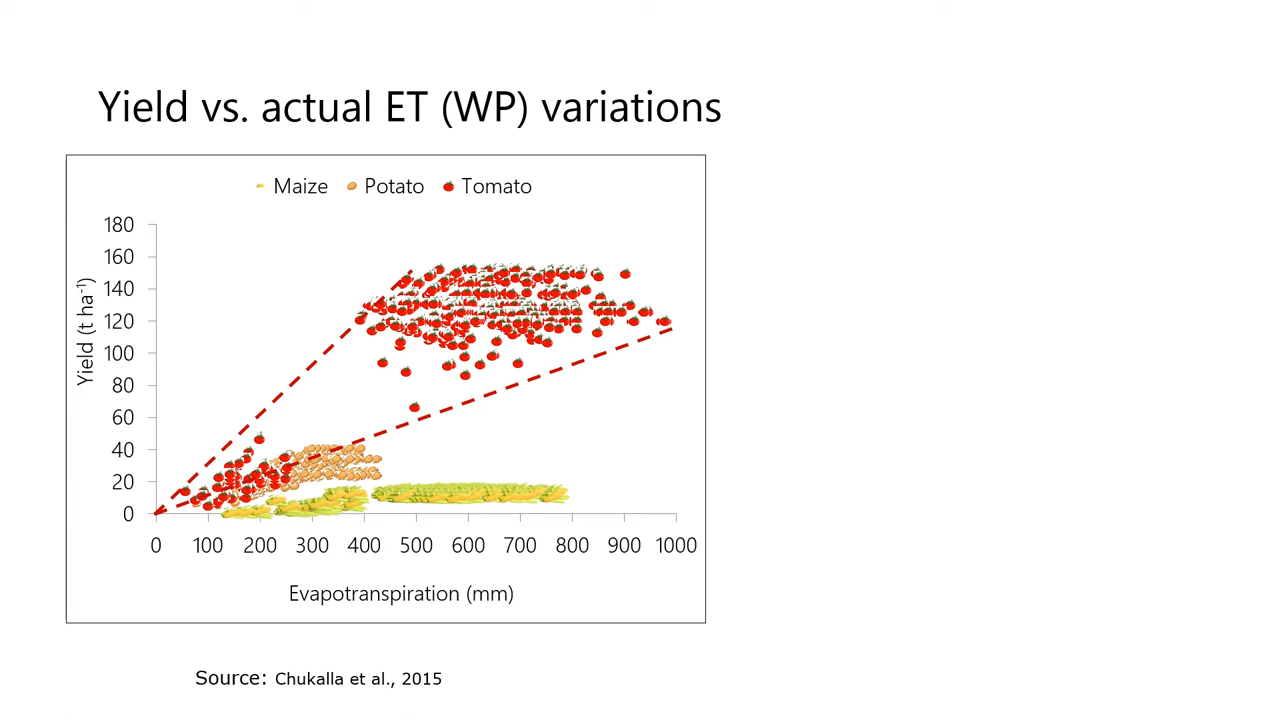 Yield vs. actual ET (WP) variations
Maize Potato Tomato
Yield (t ha⁻¹)
180
160
140
120
100
80
60
40
20
0
0 100 200 300 400 500 600 700 800 900 1000
Evapotranspiration (mm)
Source: Chukalla et al., 2015